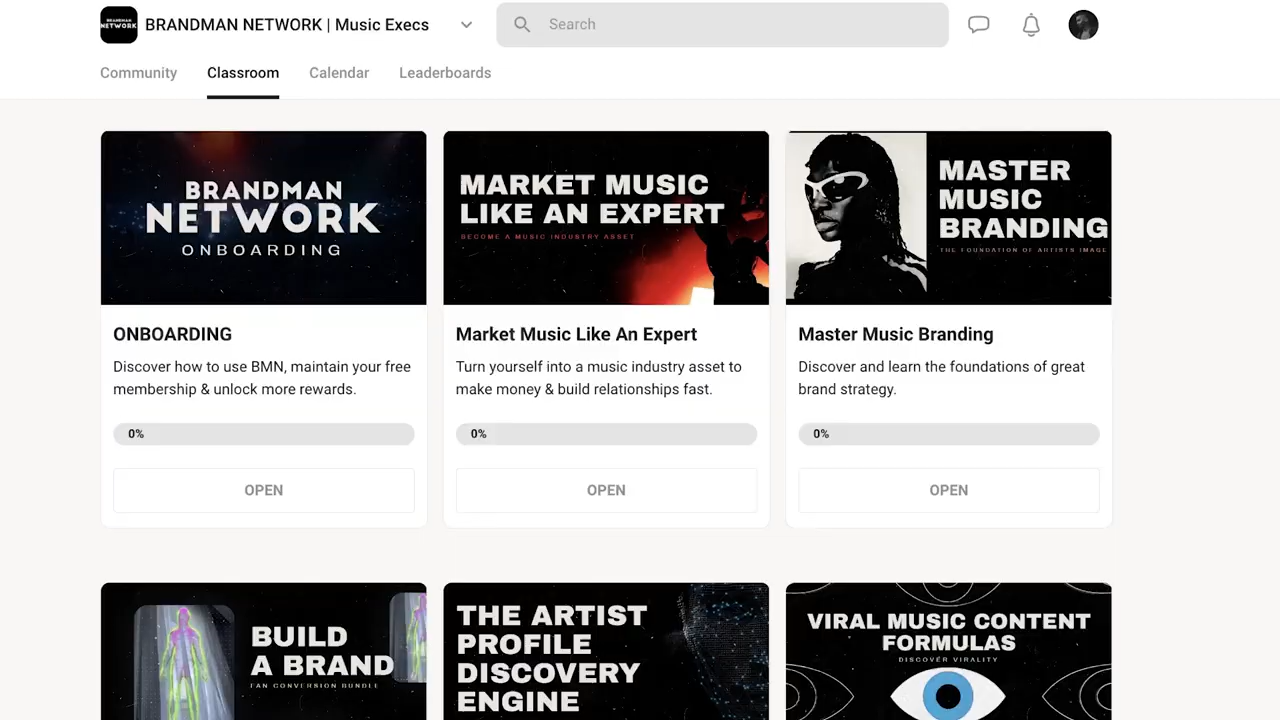 BRANDMAN NETWORK
BRANDMAN NETWORK | Music Execs
Search
Community
Classroom
Calendar
Leaderboards
BRANDMAN
NETWORK
ONBOARDING
MARKET MUSIC
LIKE AN EXPERT
BECOME A MUSIC INDUSTRY ASSET
MASTER
MUSIC
BRANDING
THE FOUNDATION OF ARTISTS IMAGE
ONBOARDING
Discover how to use BMN, maintain your free
membership & unlock more rewards.
0%
OPEN
Market Music Like An Expert
Turn yourself into a music industry asset to
make money & build relationships fast.
0%
OPEN
Master Music Branding
Discover and learn the foundations of great
brand strategy.
0%
OPEN
BUILD
A BRAND
FAN CONVERSION BUNDLE
THE ARTIST
PROFILE
DISCOVERY
ENGINE
VIRAL MUSIC CONTENT
FORMULAS
DISCOVER VIRALITY